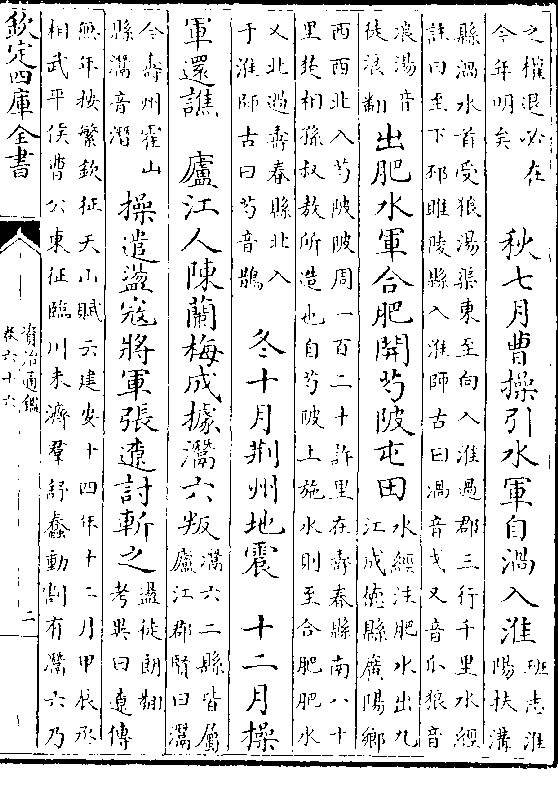 之權退必在
今年明矣
秋七月曹操引水軍自渦入淮
班志淮
陽扶溝
縣渦水首受狼湯渠東至向入淮過郡三行千里水經
註曰至下邳睢陵縣入淮師古曰渦音戈又音瓜狼音
浪湯音
徒浪翻
出肥水軍合肥開芍陂屯田
水經注肥水出九
江成德縣廣陽鄉
西西北入芍陂陂周一百二十許里在壽春縣南八十
里楚相孫叔敖所造也自芍陂上施水則至合肥肥水
又北過壽春縣北入
于淮師古曰芍音鵲
冬十月荆州地震 十二月操
軍還譙 廬江人陳蘭梅成據灊六叛
灊六二縣皆屬
廬江郡賢曰灊
今壽州霍山
縣灊音潛
操遣盪寇將軍張遼討斬之
盪徒朗翻
考異曰遼傳
無年按繁欽征天山賦云建安十四年十二月甲辰丞
相武平侯曹公東征臨川未濟羣舒蠢動割有灊六乃
欽定四庫全書
資治通鑑
卷六十六
二